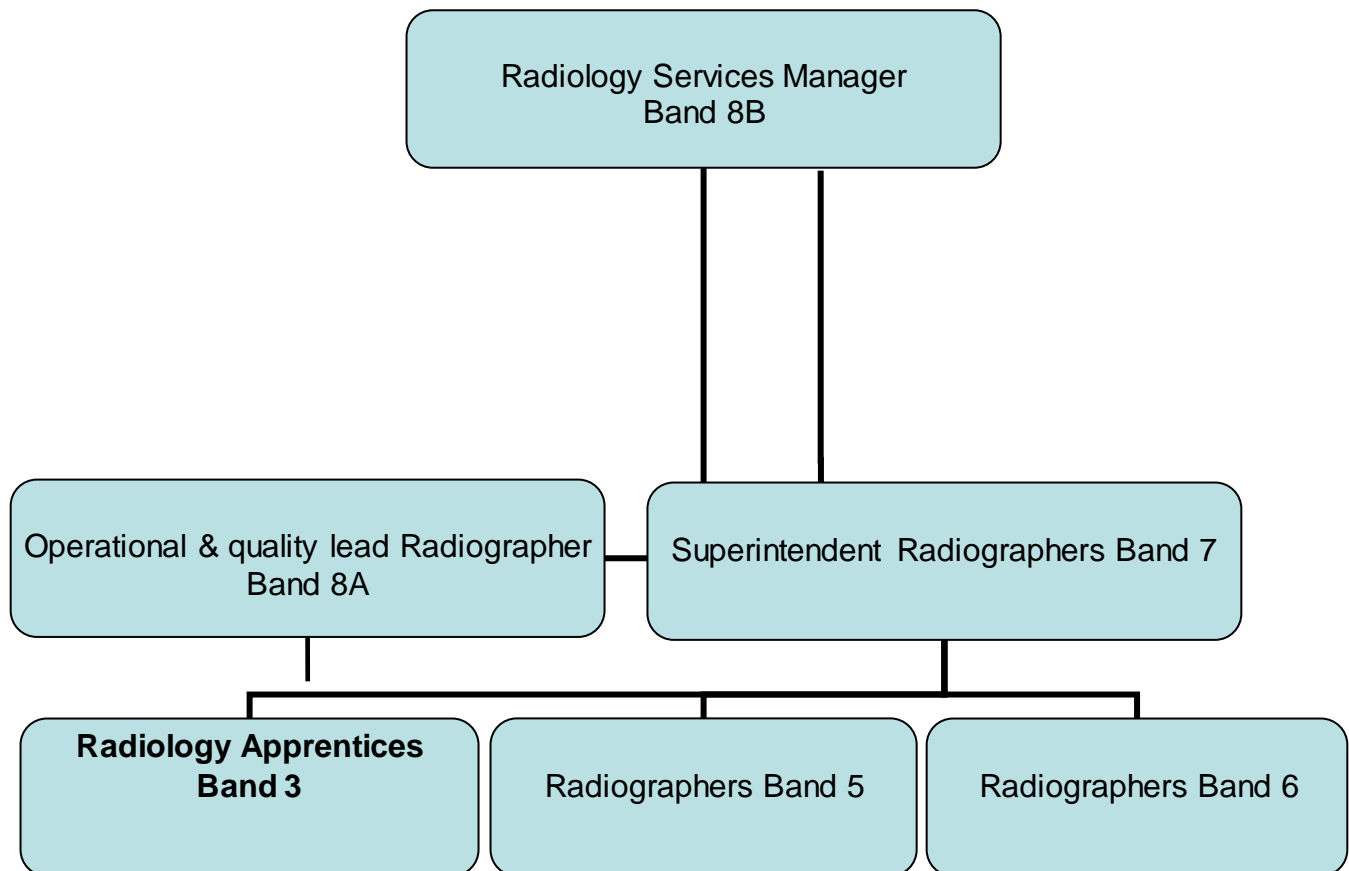 Radiology Services Manager
Band 8B
Operational & quality lead Radiographer
Band 8A
Superintendent Radiographers Band 7
Radiology Apprentices
Band 3
Radiographers Band 5
Radiographers Band 6